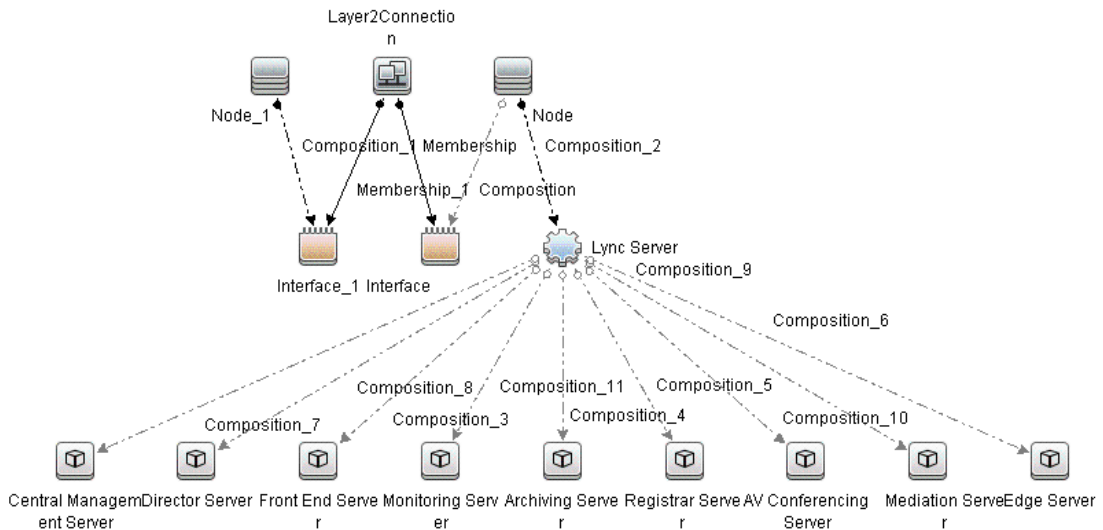 Layer2Connectio
n
Node_1
Node
Composition_1
Membership
Composition_2
Membership_1
Composition
Lync Server
Interface_1
Interface
Composition_9
Composition_6
Composition_8
Composition_11
Composition_5
Composition_7
Composition_3
Composition_4
Composition_10
Central Managem
ent Server
Director Server
Front End Serve
r
Monitoring Serv
er
Archiving Serve
r
Registrar Serve
r
AV Conferencing
Server
Mediation Serve
r
Edge Server